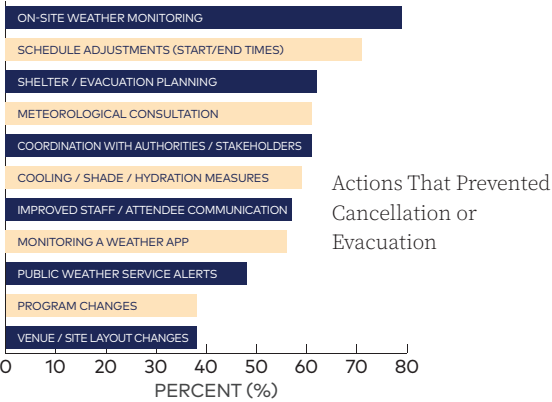 ON-SITE WEATHER MONITORING
SCHEDULE ADJUSTMENTS (START/END TIMES)
SHELTER / EVACUATION PLANNING
METEOROLOGICAL CONSULTATION
COORDINATION WITH AUTHORITIES / STAKEHOLDERS
COOLING / SHADE / HYDRATION MEASURES
IMPROVED STAFF / ATTENDEE COMMUNICATION
MONITORING A WEATHER APP
PUBLIC WEATHER SERVICE ALERTS
PROGRAM CHANGES
VENUE / SITE LAYOUT CHANGES
Actions That Prevented
Cancellation or
Evacuation
0 10 20 30 40 50 60 70 80
PERCENT (%)